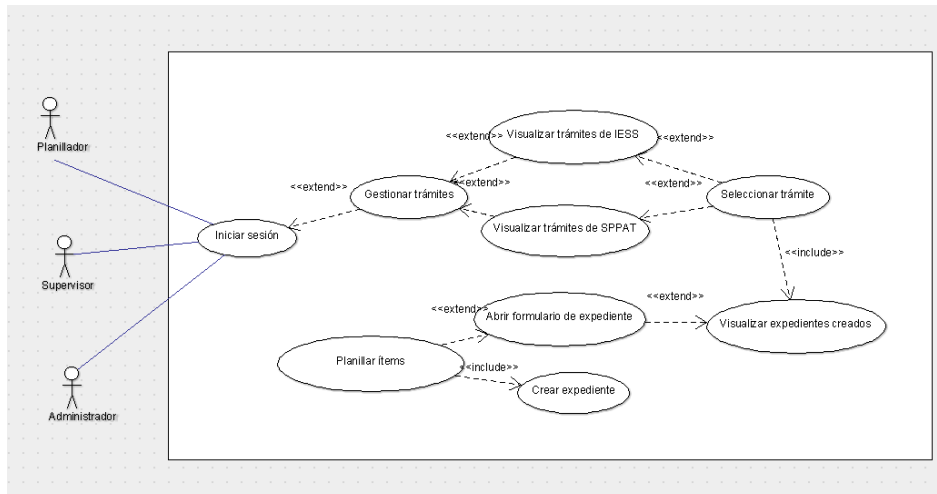 Planillador
Supervisor
Administrador
Iniciar sesión
<<extend>>
Gestionar trámites
<<extend>>
Visualizar trámites de IESS
<<extend>>
<<extend>>
Visualizar trámites de SPPAT
<<extend>>
Seleccionar trámite
<<include>>
Visualizar expedientes creados
<<extend>>
Abrir formulario de expediente
<<extend>>
Planillar ítems
<<include>>
Crear expediente